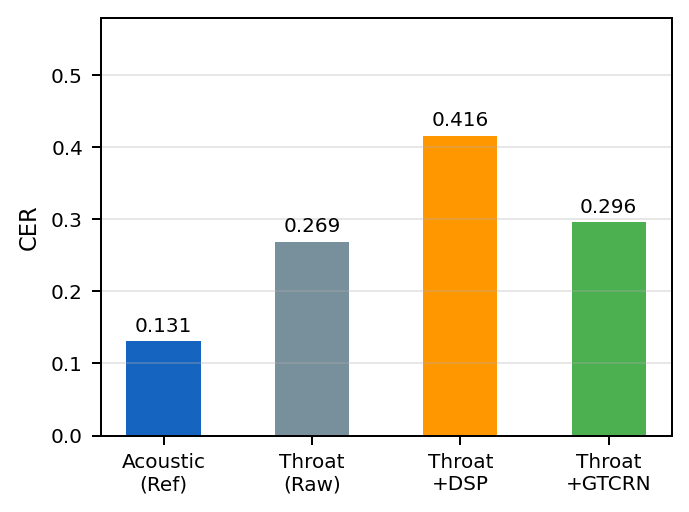 CER
0.5
0.4
0.3
0.2
0.1
0.0
0.131
0.269
0.416
0.296
Acoustic
(Ref)
Throat
(Raw)
Throat
+DSP
Throat
+GTCRN